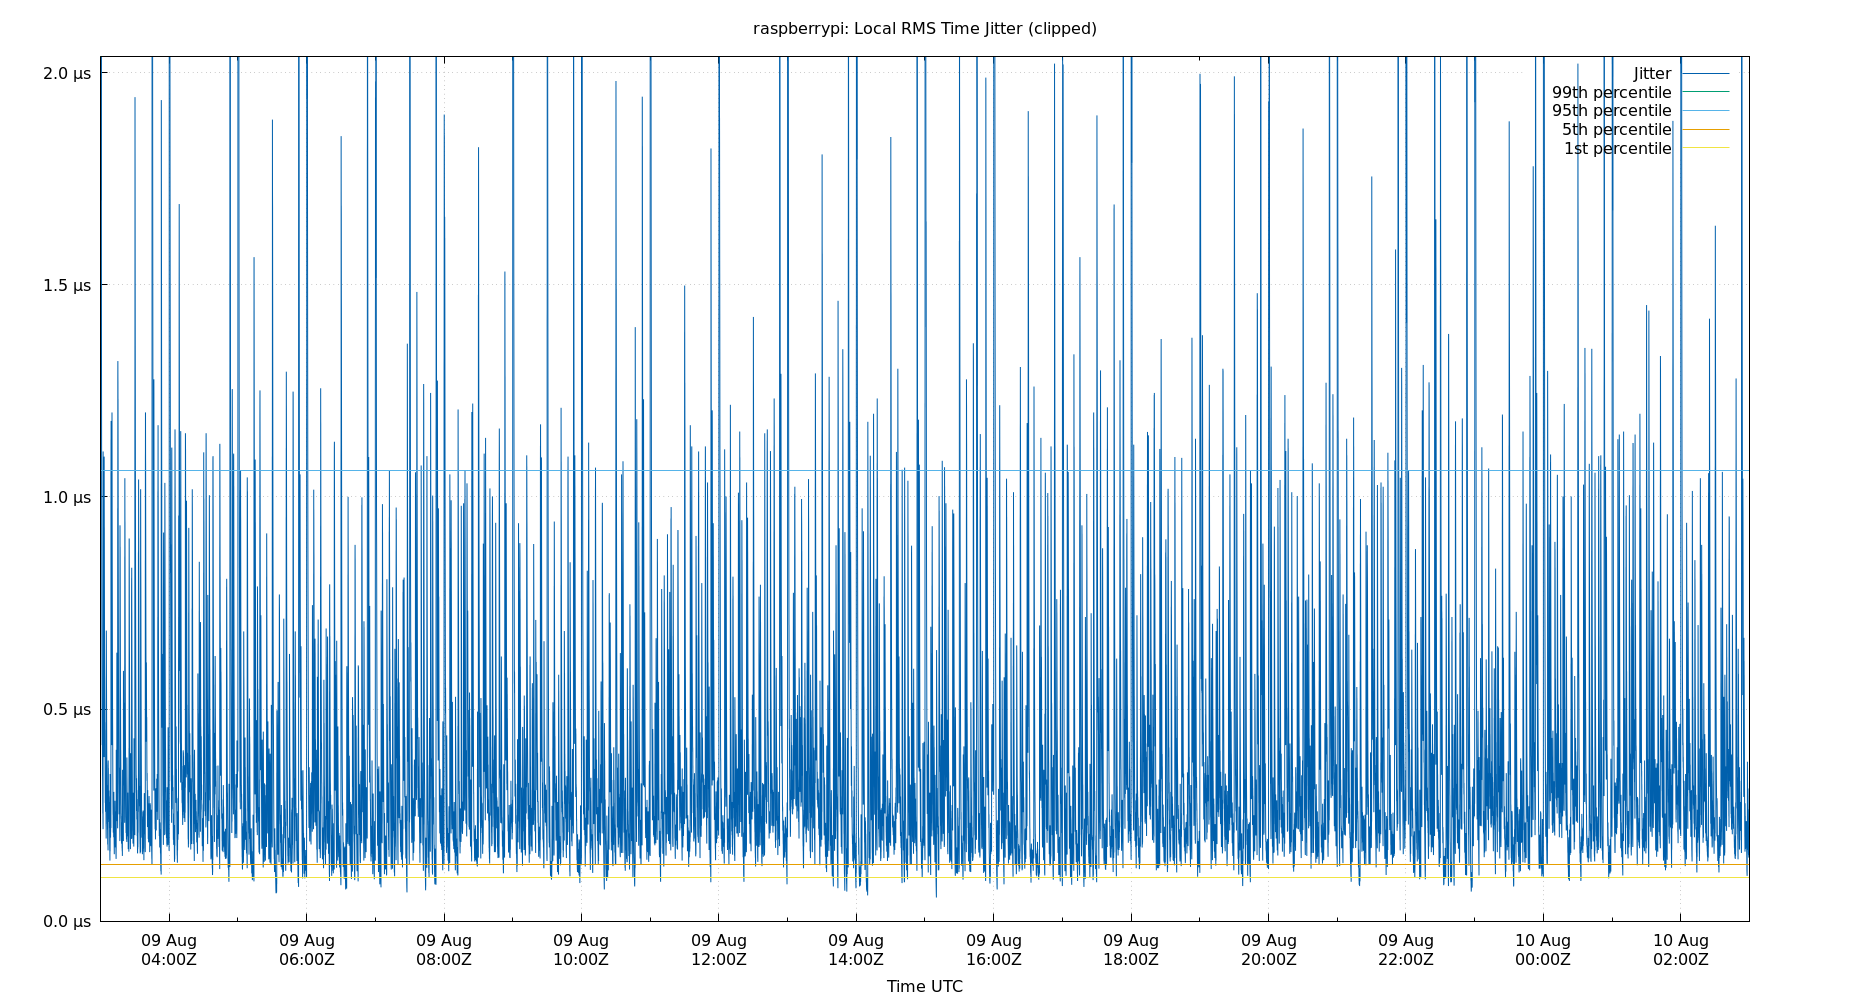 raspberrypi: Local RMS Time Jitter (clipped)
2.0 µs
1.5 µs
1.0 µs
0.5 µs
0.0 µs
Jitter
99th percentile
95th percentile
5th percentile
1st percentile
09 Aug 09 Aug 09 Aug 09 Aug 09 Aug 09 Aug 09 Aug 09 Aug 09 Aug 09 Aug 10 Aug 10 Aug
04:00Z 06:00Z 08:00Z 10:00Z 12:00Z 14:00Z 16:00Z 18:00Z 20:00Z 22:00Z 00:00Z 02:00Z
Time UTC